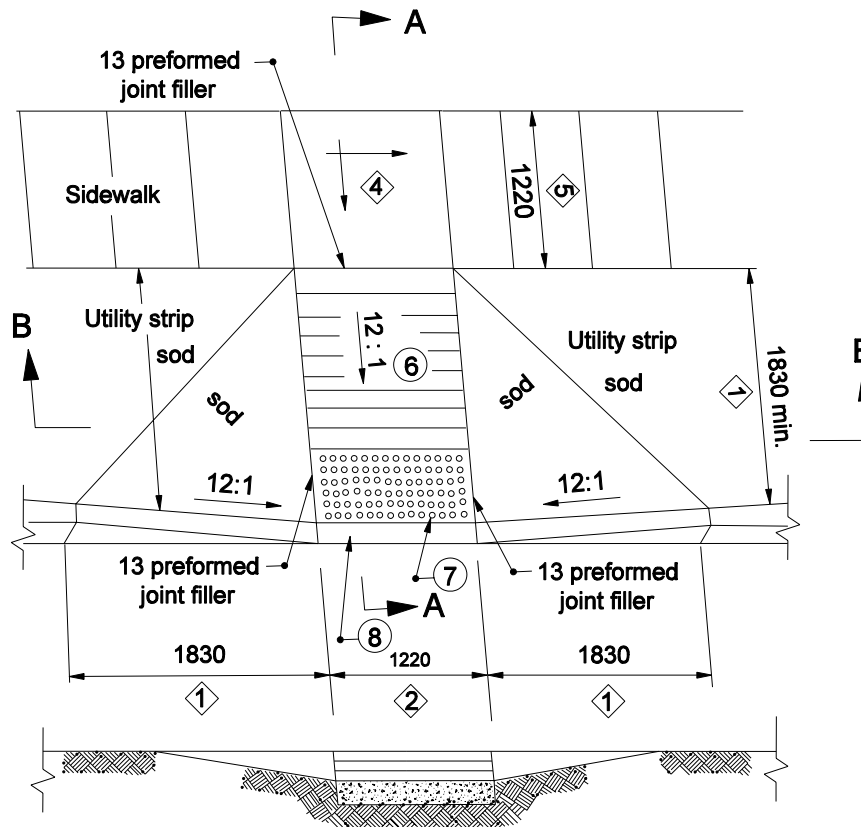 A
13 preformed
joint filler
Sidewalk
4
1220
5
Utility strip
sod
B
12 : 1
6
Utility strip
sod
sod
sod
1
1830 min.
12:1
12:1
13 preformed
joint filler
7
13 preformed
joint filler
A
8
1830
1220
1830
1
2
1